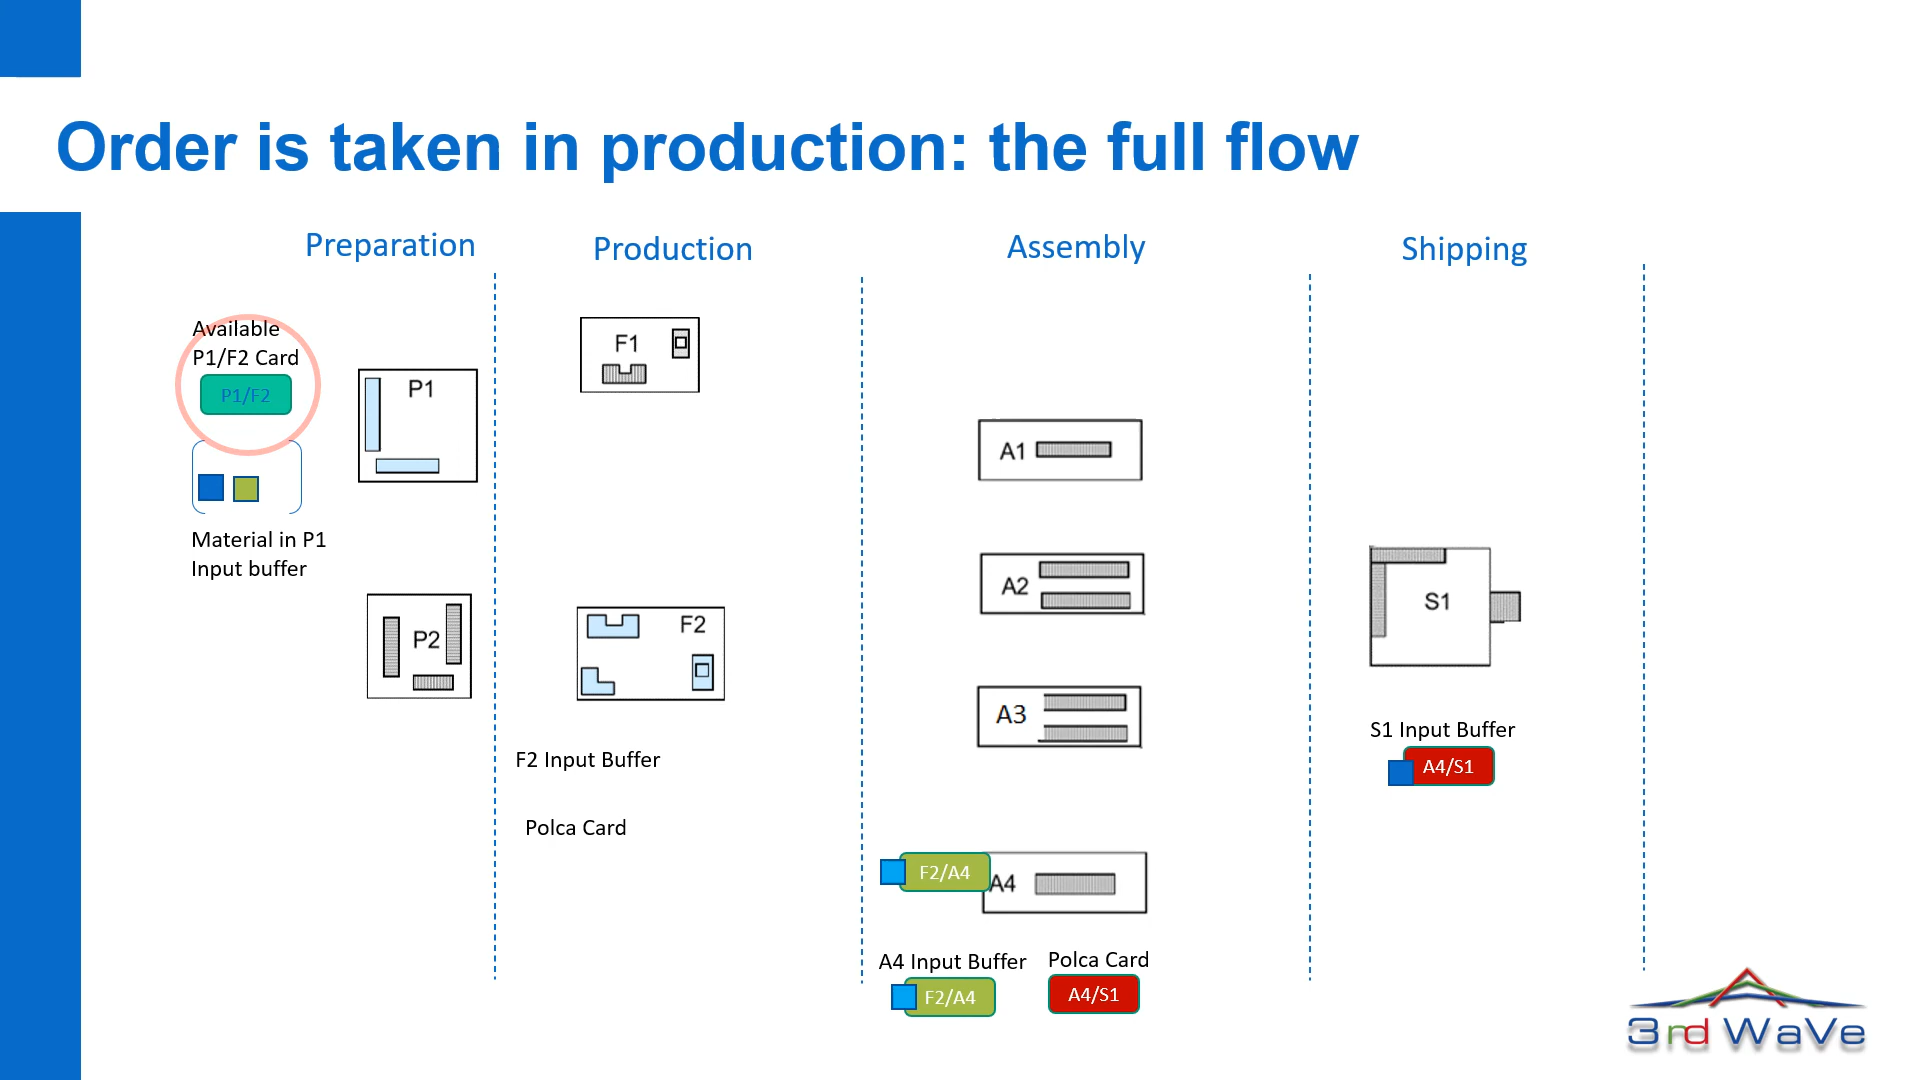 Order is taken in production: the full flow
Preparation
Production
Assembly
Shipping
Available
P1/F2 Card
P1/F2
Material in P1
Input buffer
P1
P2
F1
F2
F2 Input Buffer
Polca Card
A1
A2
A3
F2/A4
A4
A4 Input Buffer
F2/A4
Polca Card
A4/S1
S1
S1 Input Buffer
A4/S1
3rd WaVe